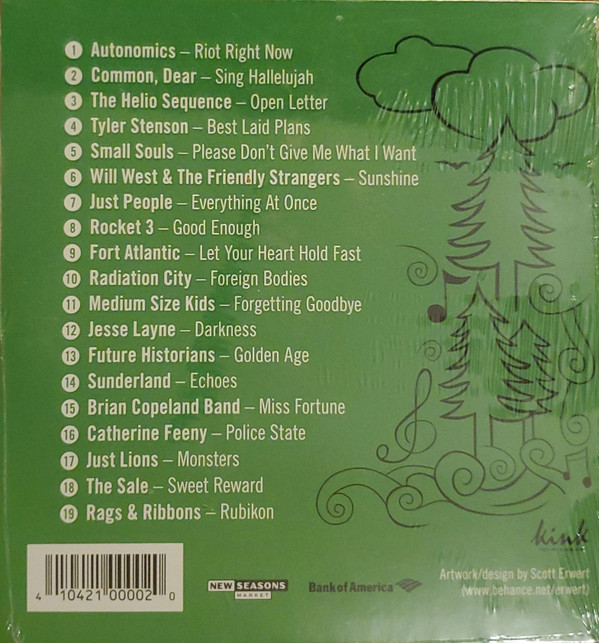 1 Autonomics – Riot Right Now
2 Common, Dear – Sing Hallelujah
3 The Helio Sequence – Open Letter
4 Tyler Stenson – Best Laid Plans
5 Small Souls – Please Don't Give Me What I Want
6 Will West & The Friendly Strangers – Sunshine
7 Just People – Everything At Once
8 Rocket 3 – Good Enough
9 Fort Atlantic – Let Your Heart Hold Fast
10 Radiation City – Foreign Bodies
11 Medium Size Kids – Forgetting Goodbye
12 Jesse Layne – Darkness
13 Future Historians – Golden Age
14 Sunderland – Echoes
15 Brian Copeland Band – Miss Fortune
16 Catherine Feeny – Police State
17 Just Lions – Monsters
18 The Sale – Sweet Reward
19 Rags & Ribbons – Rubikon
kink
4 10421 00002 0
NEW SEASONS
MARKET
Bank of America
Artwork/design by Scott Erwert
(www.behance.net/erwert)